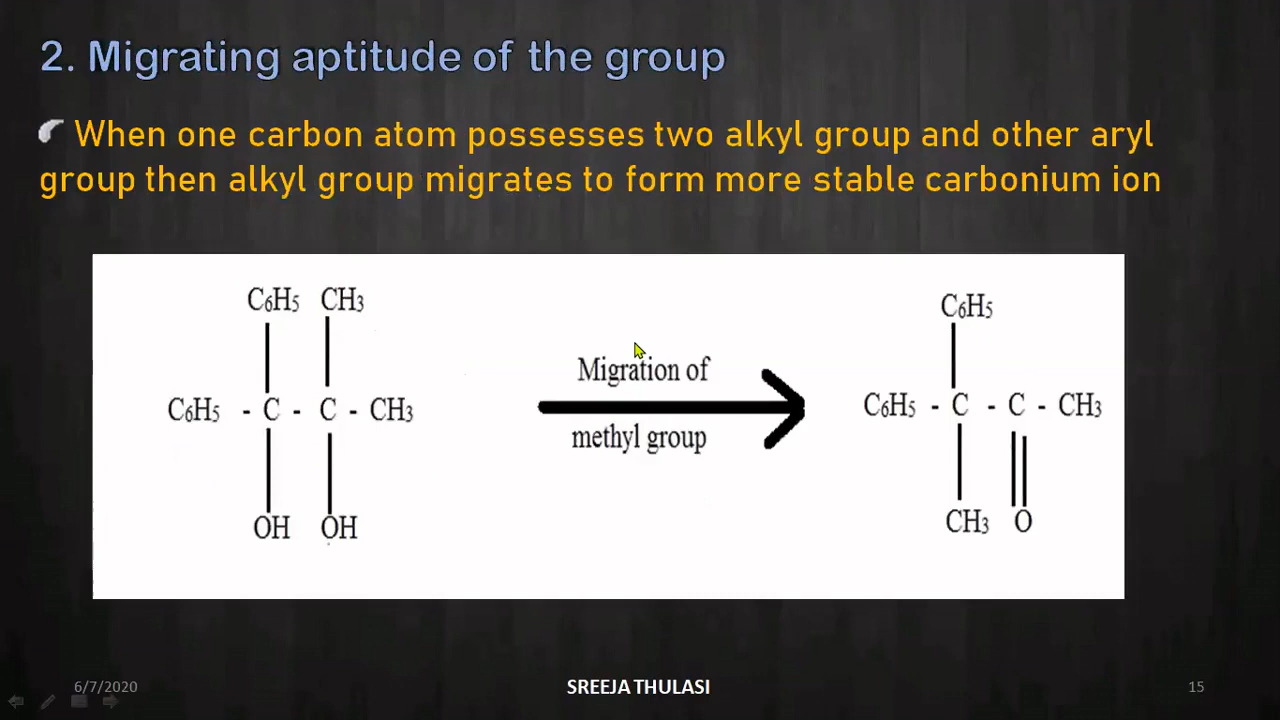 2. Migrating aptitude of the group
When one carbon atom possesses two alkyl group and other aryl
group then alkyl group migrates to form more stable carbonium ion
C6H5 CH3
C6H5 - C - C - CH3
OH OH
Migration of
methyl group
C6H5
C6H5 - C - C - CH3
CH3 O
6/7/2020
SREEJA THULASI
15